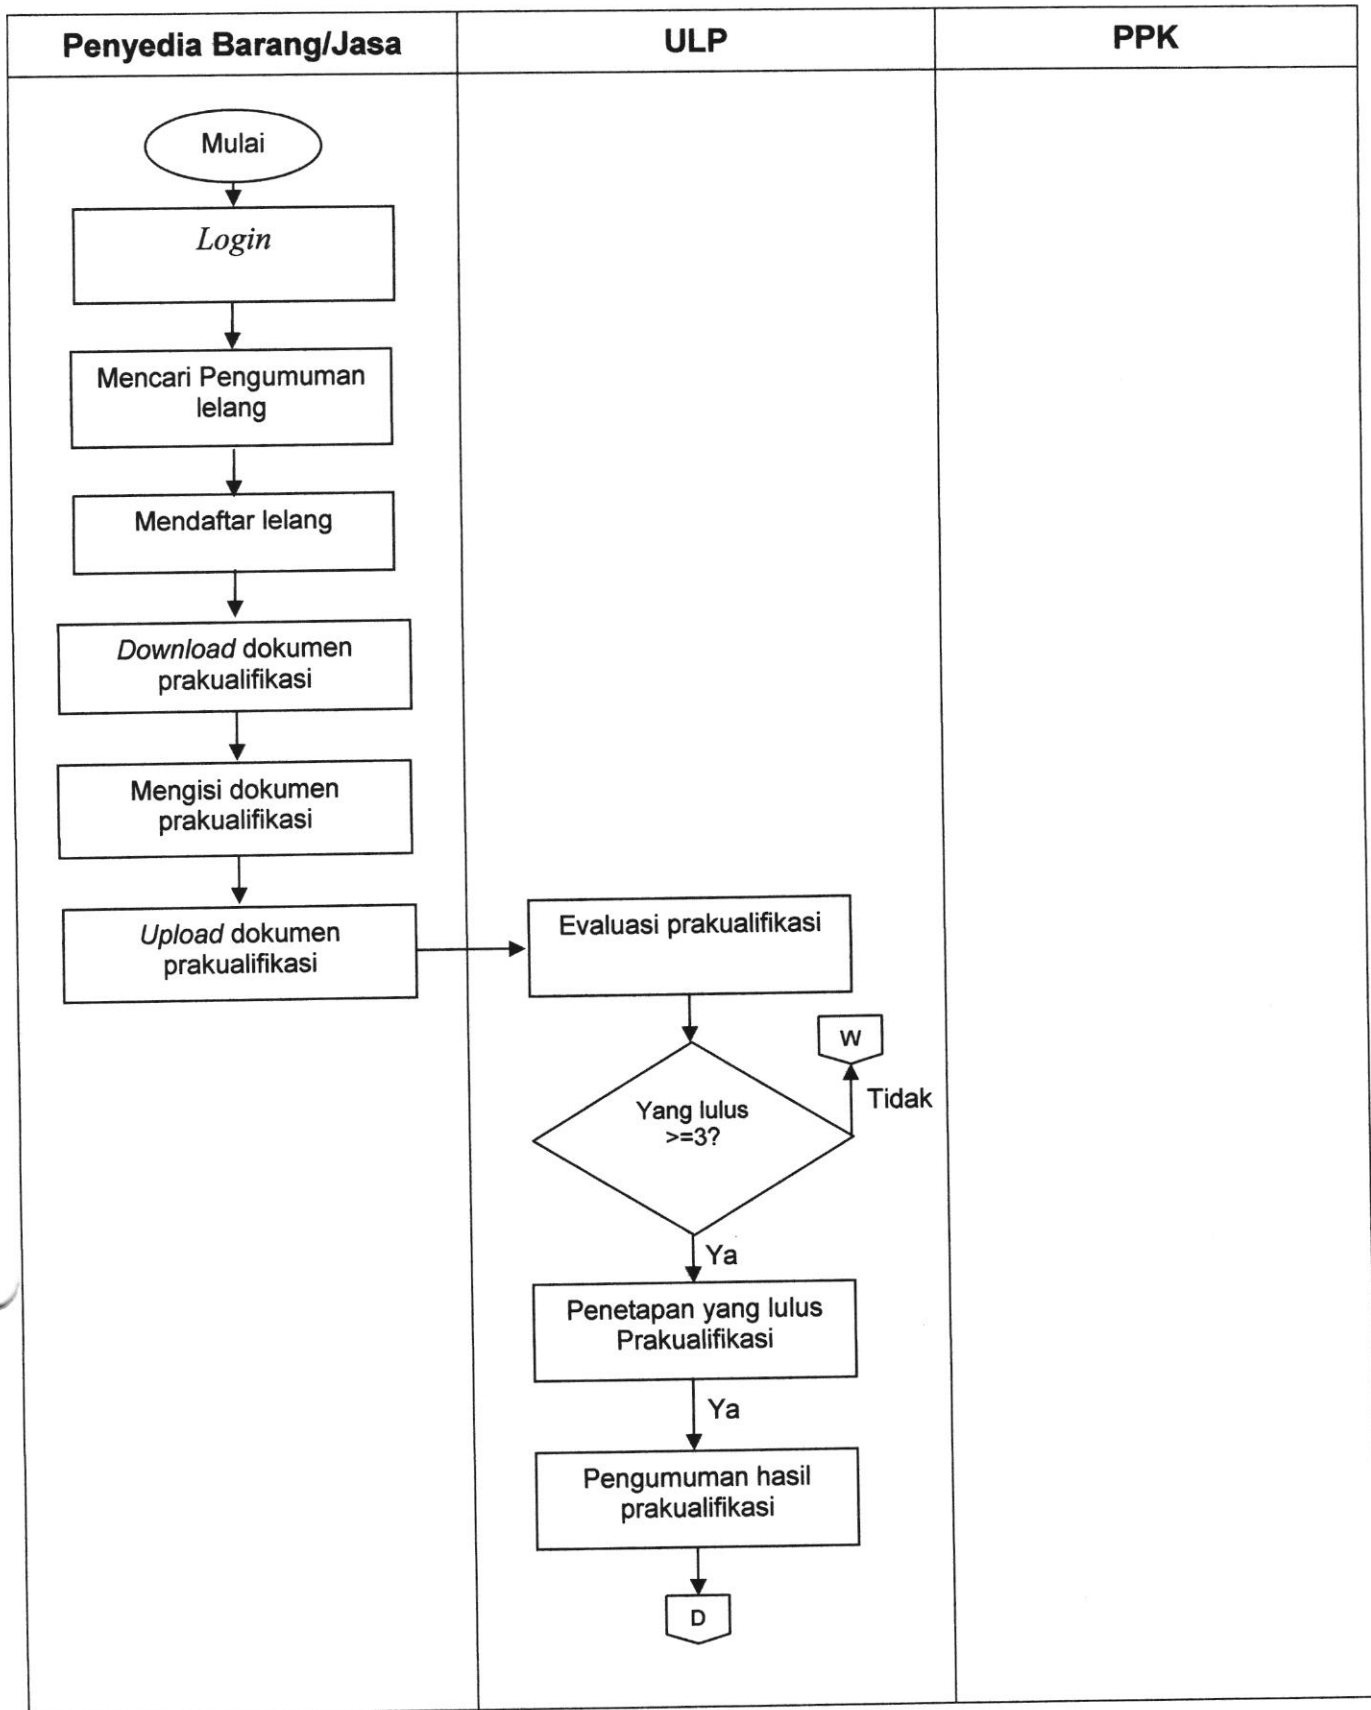 Penyedia Barang/Jasa
ULP
PPK
Mulai
Login
Mencari Pengumuman
lelang
Mendaftar lelang
Download dokumen
prakualifikasi
Mengisi dokumen
prakualifikasi
Upload dokumen
prakualifikasi
Evaluasi prakualifikasi
W
Tidak
Yang lulus
>=3?
Ya
Penetapan yang lulus
Prakualifikasi
Ya
Pengumuman hasil
prakualifikasi
D